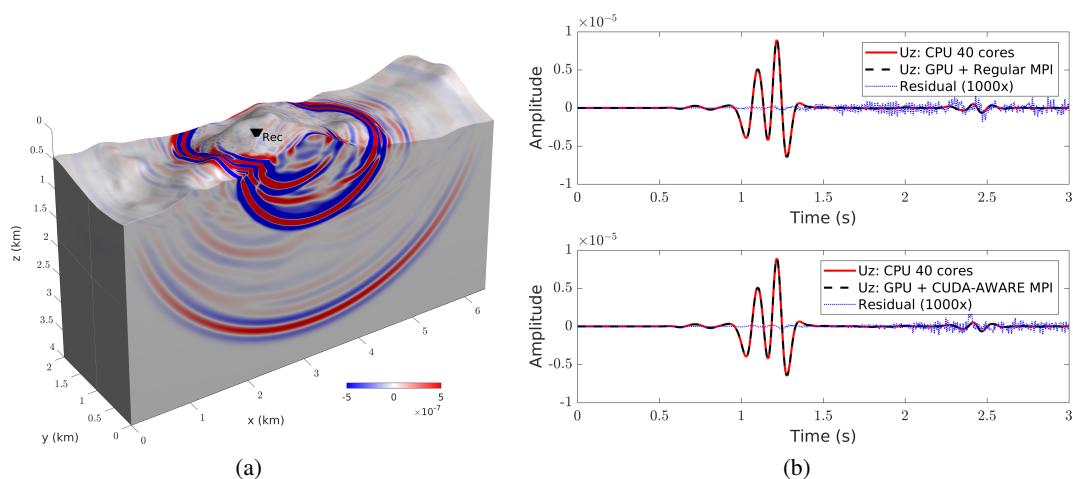 Rec
0
0.5
1
1.5
2
2.5
3
3.5
4
z (km)
2
1.5
1
0.5
0
y (km)
0
1
2
3
4
5
6
x (km)
-5 0 5
×10⁻⁷
(a)
×10⁻⁵
1
0.5
0
-0.5
-1
Amplitude
Uz: CPU 40 cores
Uz: GPU + Regular MPI
Residual (1000x)
0 0.5 1 1.5 2 2.5 3
Time (s)
×10⁻⁵
1
0.5
0
-0.5
-1
Amplitude
Uz: CPU 40 cores
Uz: GPU + CUDA-AWARE MPI
Residual (1000x)
0 0.5 1 1.5 2 2.5 3
Time (s)
(b)